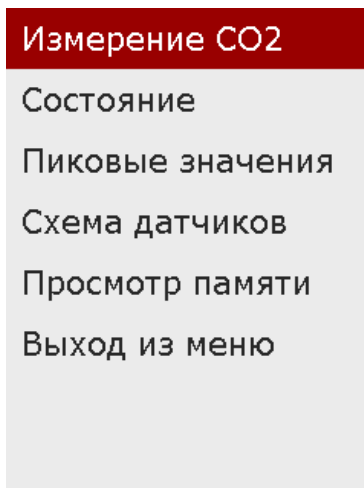 Измерение CO2
Состояние
Пиковые значения
Схема датчиков
Просмотр памяти
Выход из меню